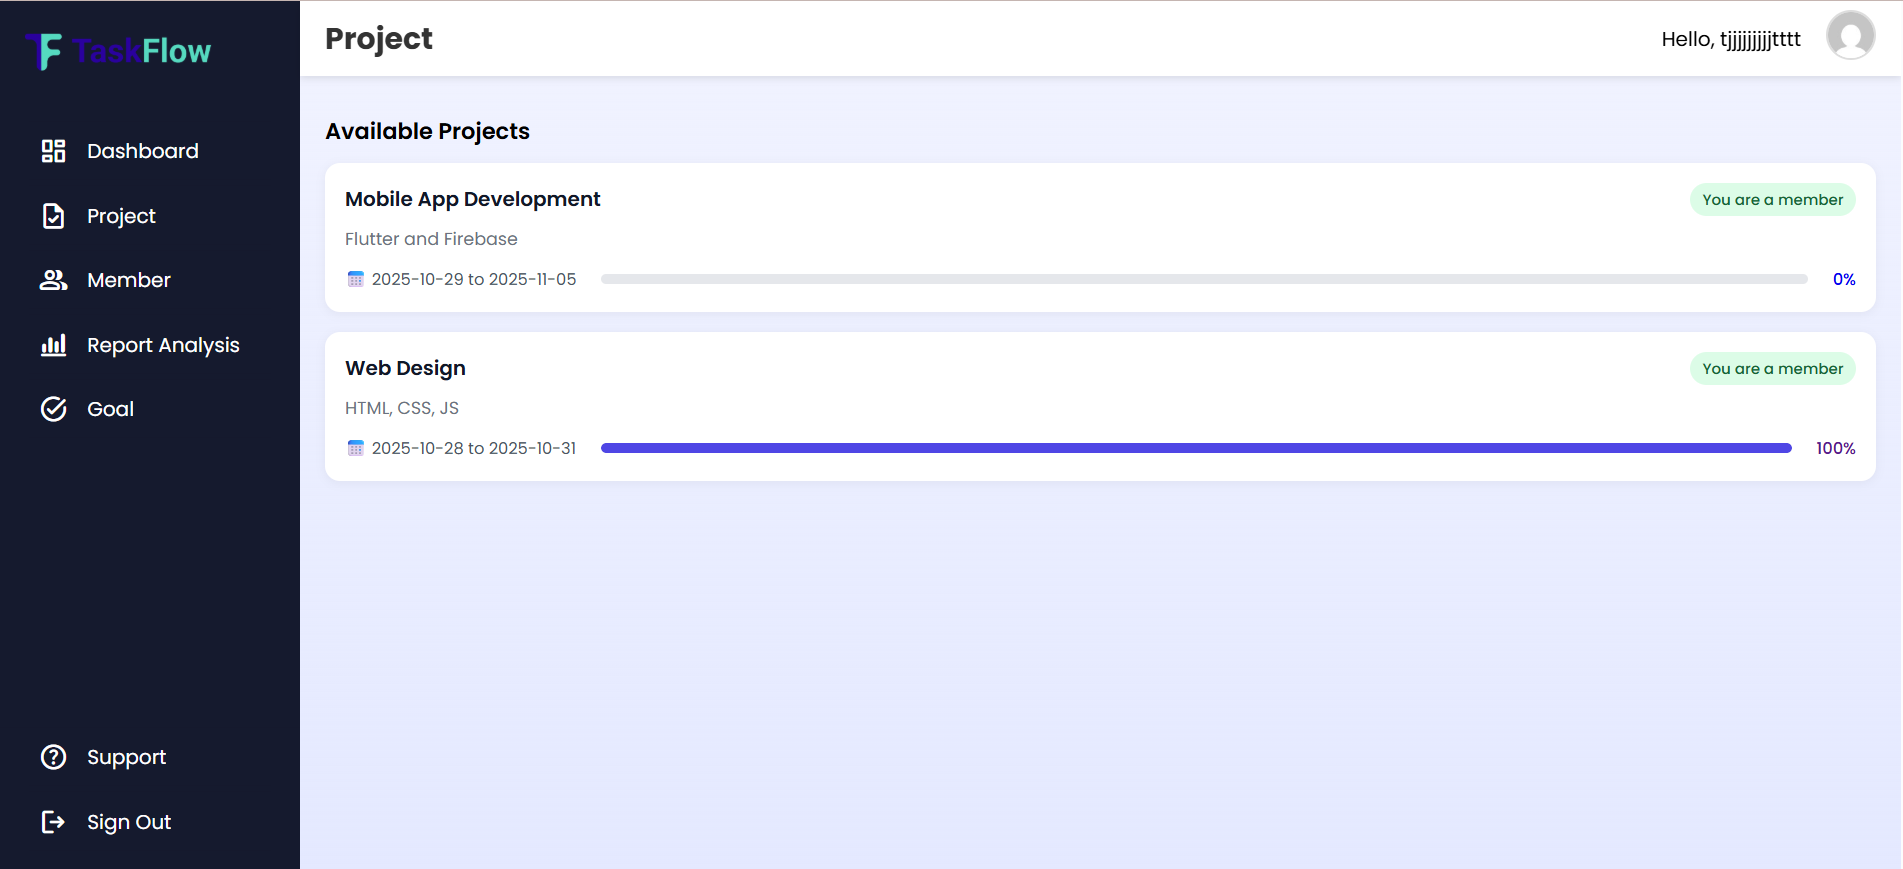 TaskFlow
Dashboard
Project
Member
Report Analysis
Goal
Support
Sign Out
Project
Hello, tjjjjjjjjjtttt
Available Projects
Mobile App Development
You are a member
Flutter and Firebase
2025-10-29 to 2025-11-05
0%
Web Design
You are a member
HTML, CSS, JS
2025-10-28 to 2025-10-31
100%